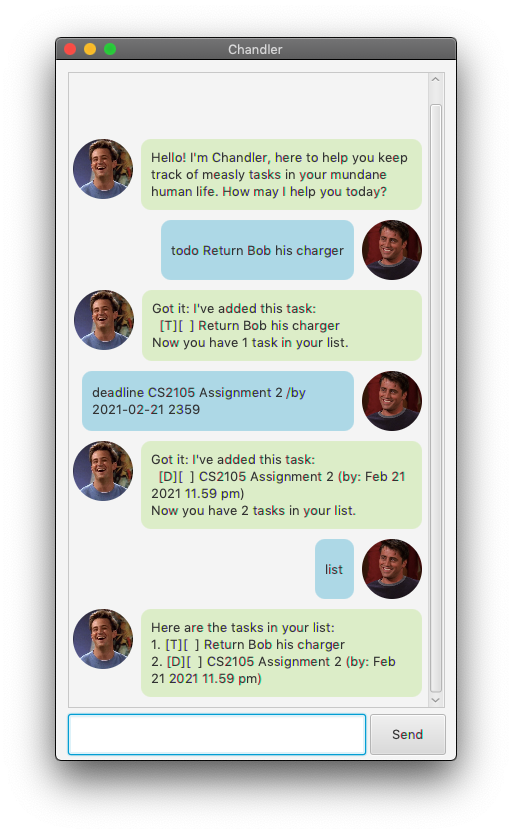 Chandler
Hello! I'm Chandler, here to help you keep
track of measly tasks in your mundane
human life. How may I help you today?
todo Return Bob his charger
Got it: I've added this task:
[T][ ] Return Bob his charger
Now you have 1 task in your list.
deadline CS2105 Assignment 2 /by
2021-02-21 2359
Got it: I've added this task:
[D][ ] CS2105 Assignment 2 (by: Feb 21
2021 11.59 pm)
Now you have 2 tasks in your list.
list
Here are the tasks in your list:
1. [T][ ] Return Bob his charger
2. [D][ ] CS2105 Assignment 2 (by: Feb
21 2021 11.59 pm)
Send